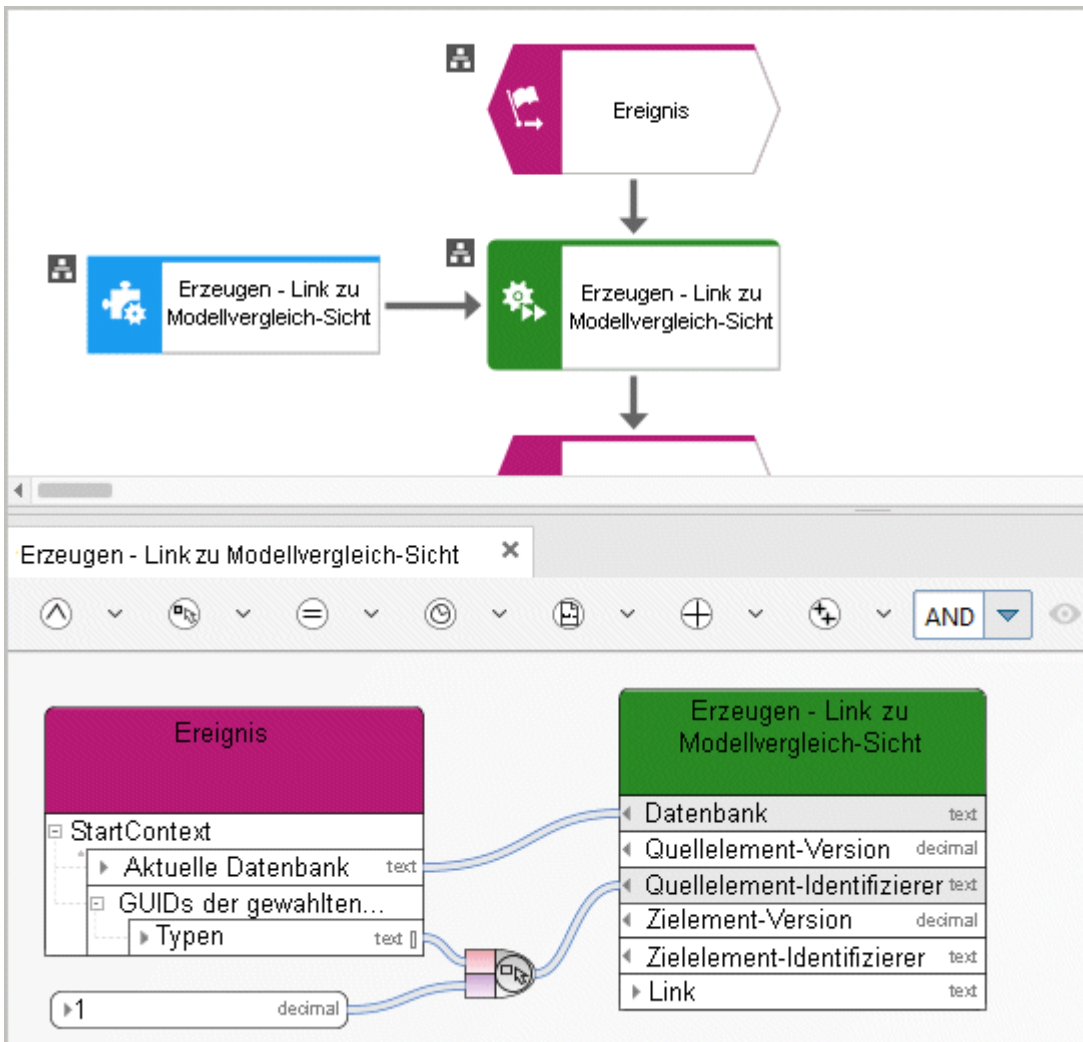 Ereignis
Erzeugen - Link zu
Modellvergleich-Sicht
Erzeugen - Link zu
Modellvergleich-Sicht
Erzeugen - Link zu Modellvergleich-Sicht
AND
Ereignis
StartContext
Aktuelle Datenbank text
GUIDs der gewahlten...
Typen text []
1 decimal
Erzeugen - Link zu
Modellvergleich-Sicht
Datenbank text
Quellelement-Version decimal
Quellelement-Identifizierer text
Zielement-Version decimal
Zielelement-Identifizierer text
Link text